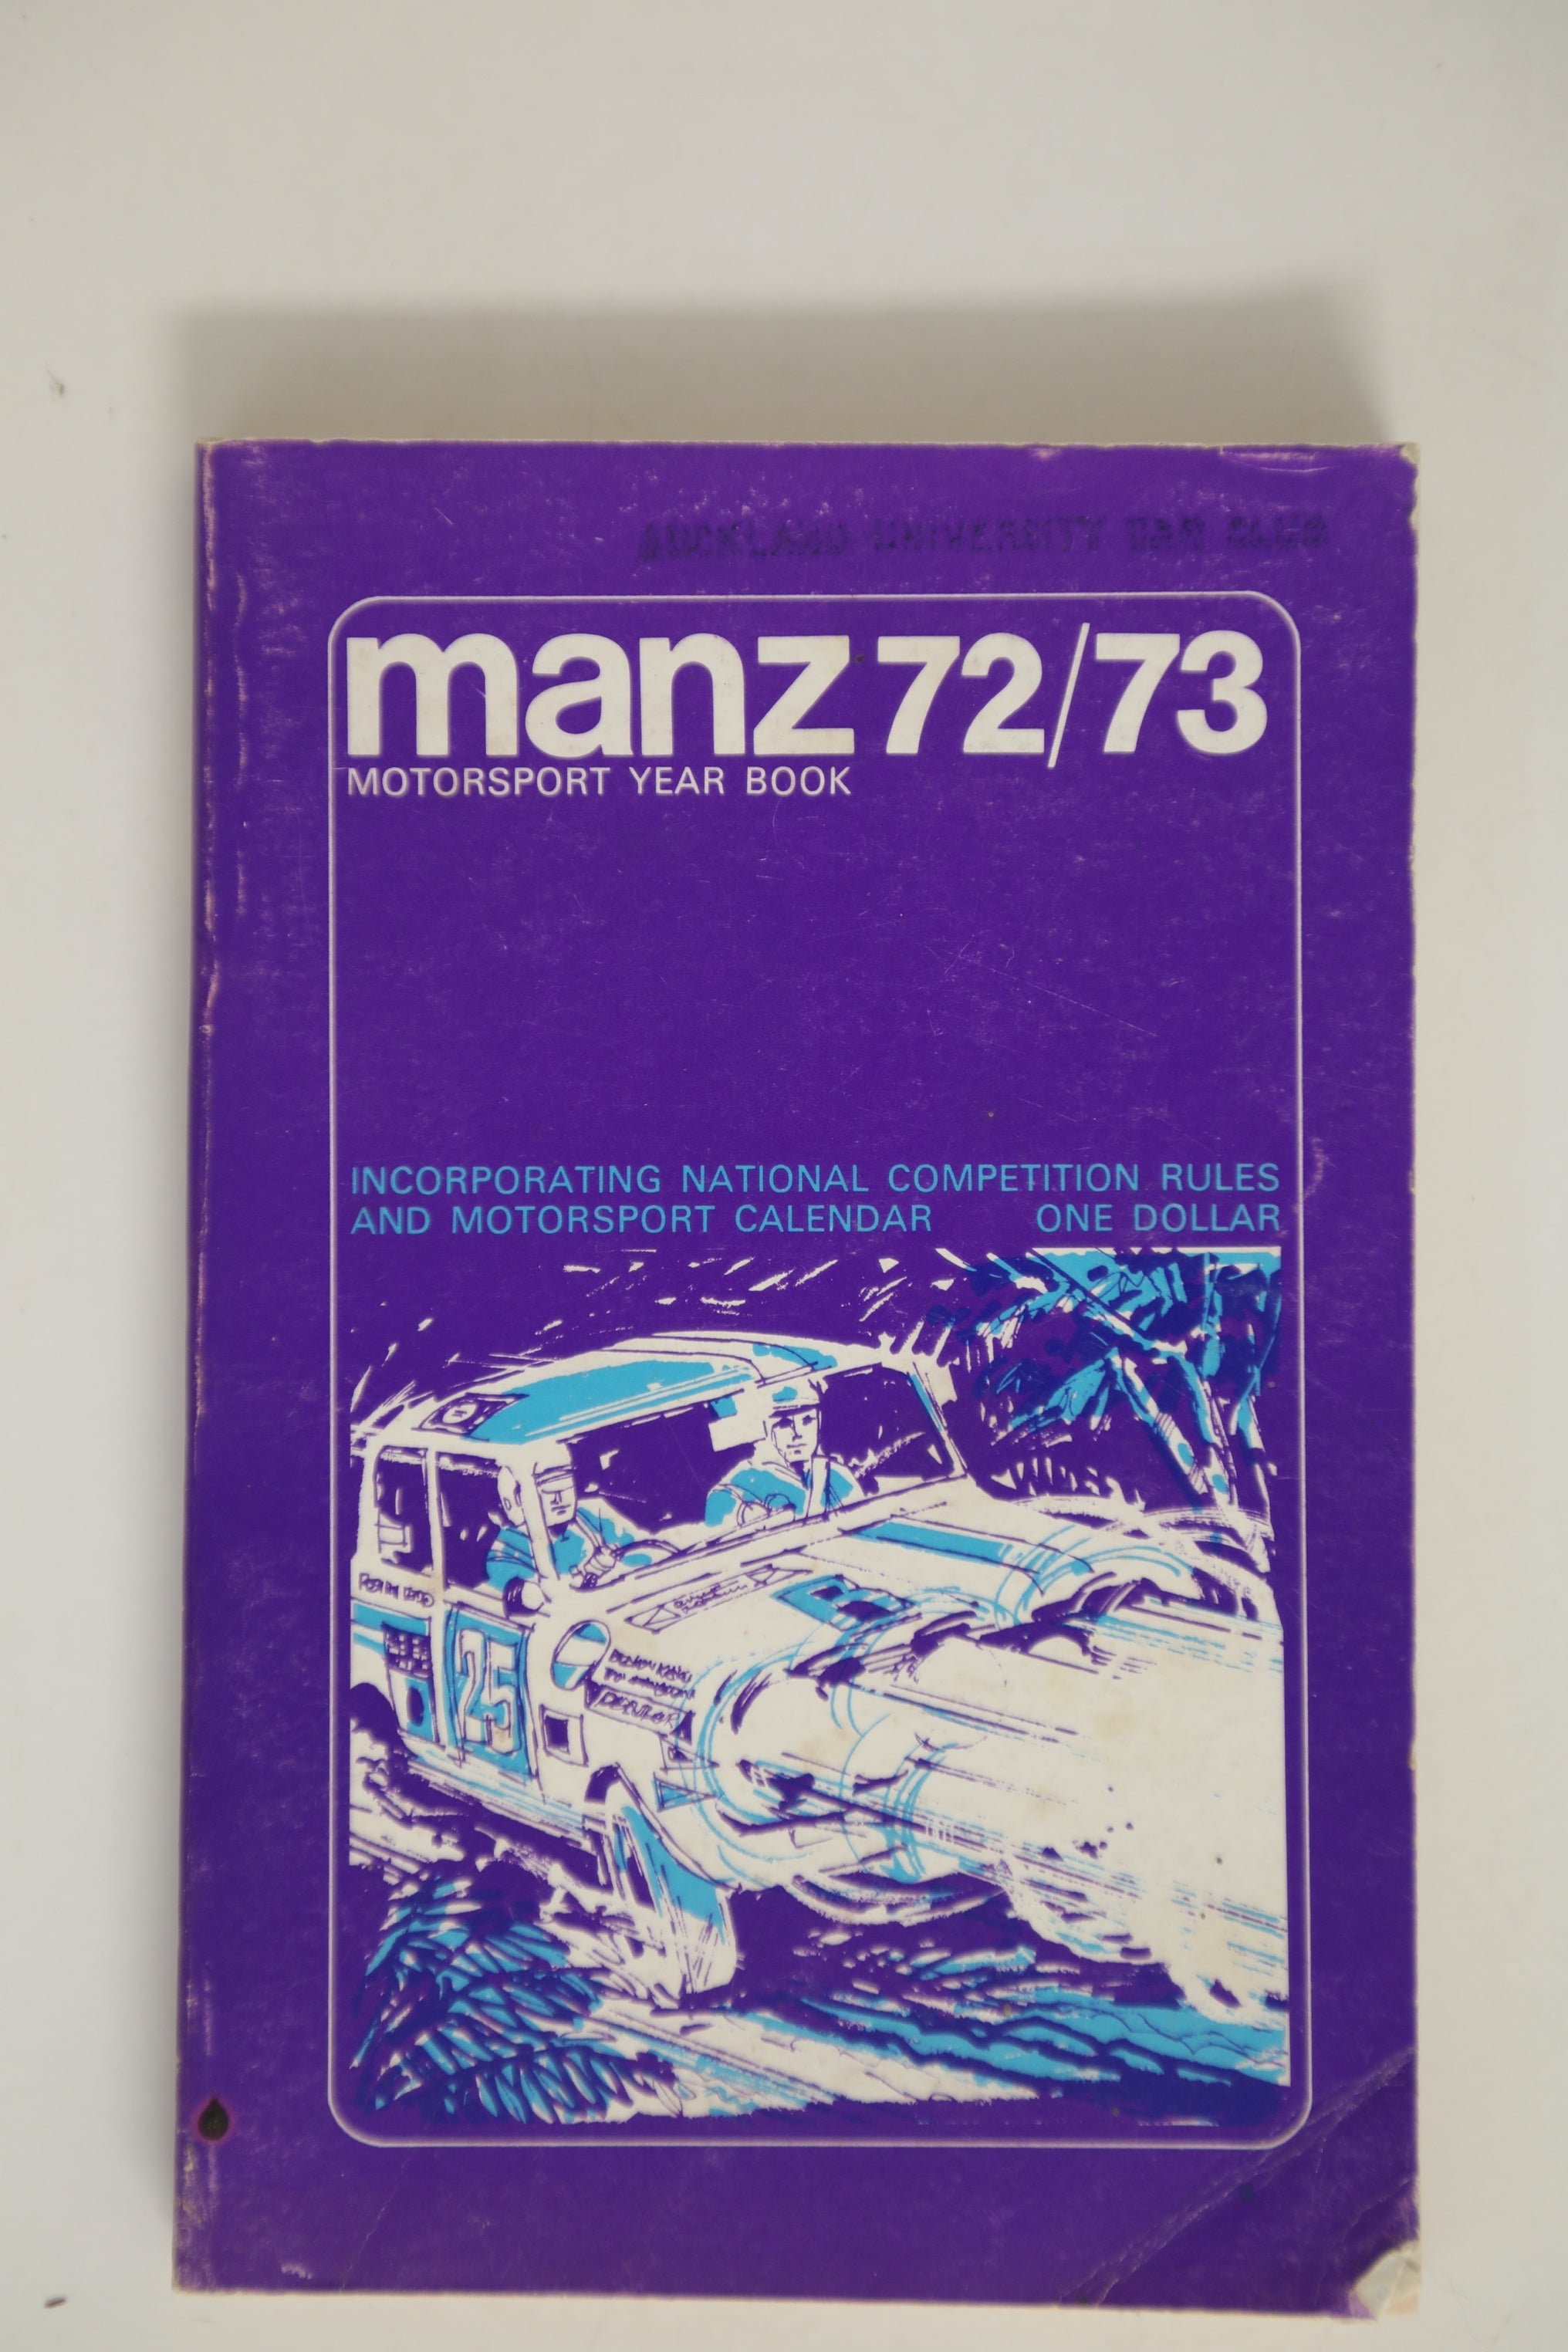 AUCKLAND UNIVERSITY CAR CLUB
manz 72/73
MOTORSPORT YEAR BOOK
INCORPORATING NATIONAL COMPETITION RULES
AND MOTORSPORT CALENDAR ONE DOLLAR
25